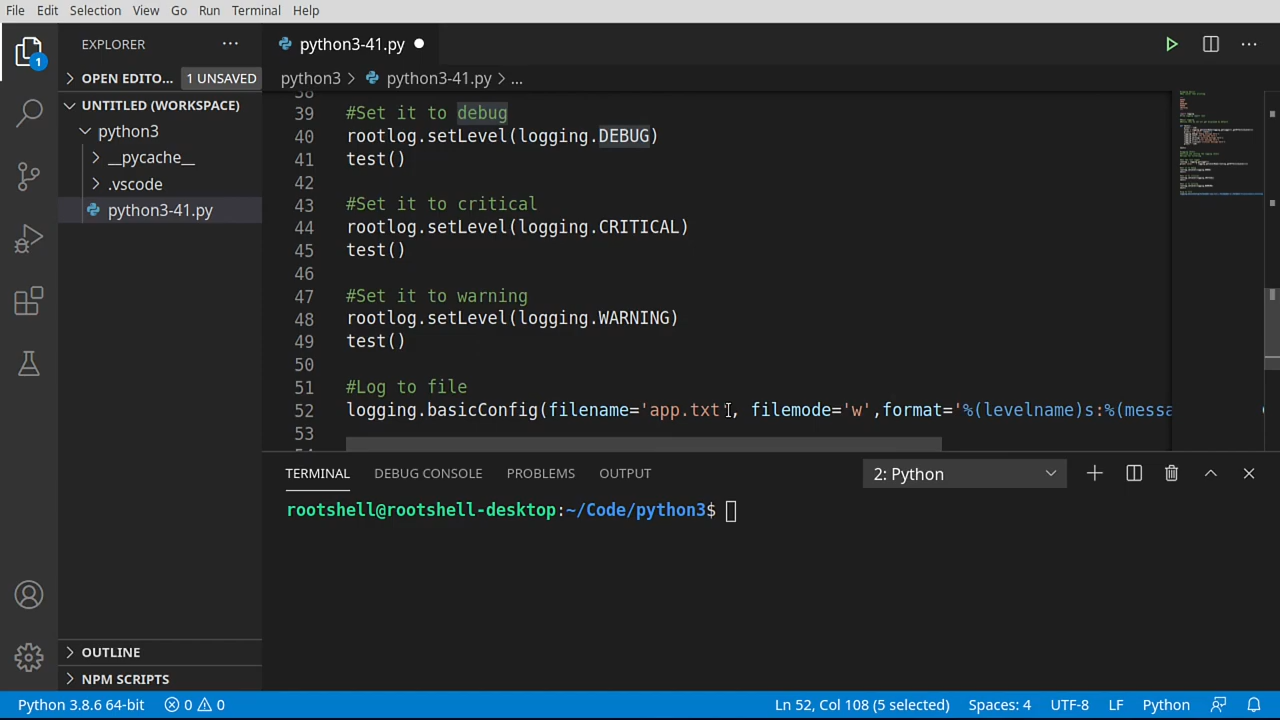 File Edit Selection View Go Run Terminal Help
EXPLORER
python3-41.py
OPEN EDITO... 1 UNSAVED
python3 python3-41.py ...
UNTITLED (WORKSPACE)
python3
__pycache__
.vscode
python3-41.py
38
39 #Set it to debug
40 rootlog.setLevel(logging.DEBUG)
41 test()
42
43 #Set it to critical
44 rootlog.setLevel(logging.CRITICAL)
45 test()
46
47 #Set it to warning
48 rootlog.setLevel(logging.WARNING)
49 test()
50
51 #Log to file
52 logging.basicConfig(filename='app.txt', filemode='w',format='%(levelname)s:%(messa
53
TERMINAL DEBUG CONSOLE PROBLEMS OUTPUT 2: Python
rootshell@rootshell-desktop:~/Code/python3$
1
OUTLINE
NPM SCRIPTS
Python 3.8.6 64-bit 0 0 Ln 52, Col 108 (5 selected) Spaces: 4 UTF-8 LF Python